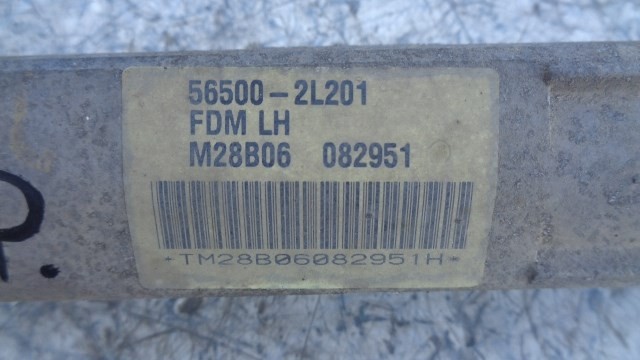 56500-2L201
FDM LH
M28B06 082951
*TM28B06082951H*
P.